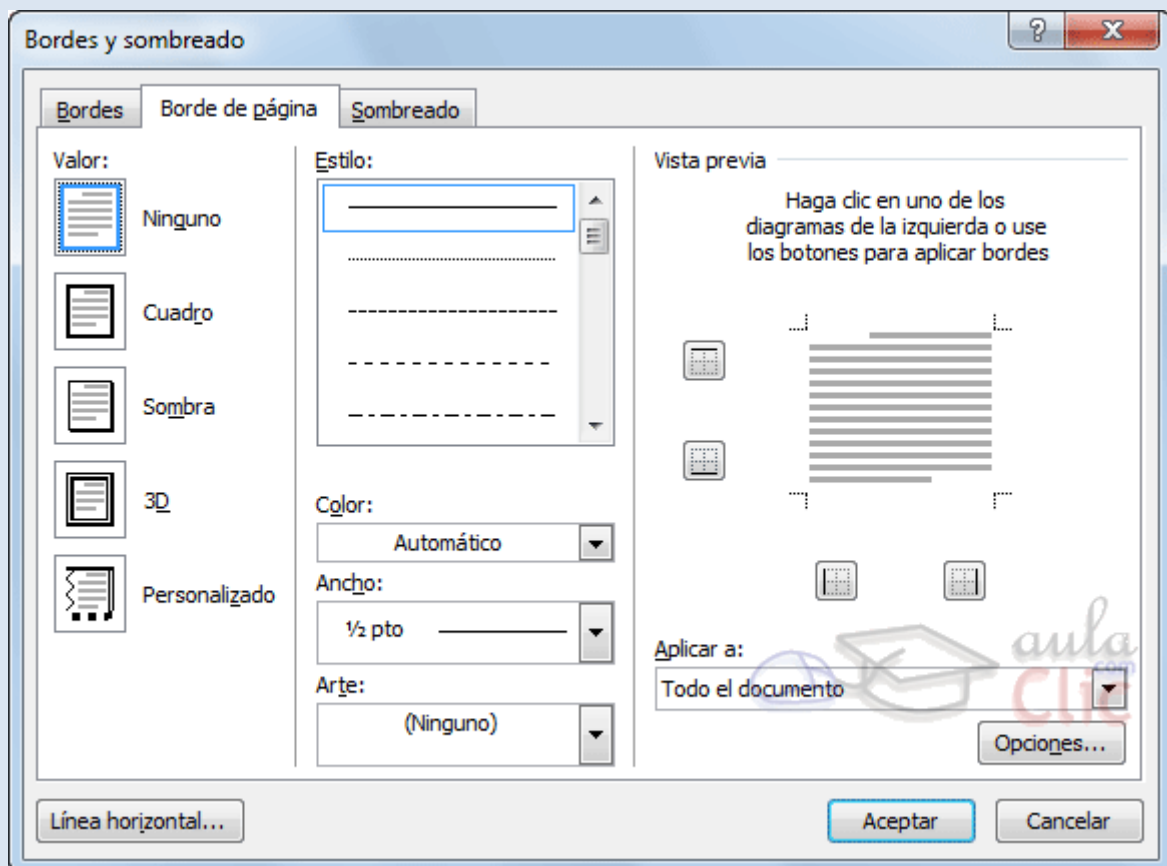 Bordes y sombreado
Bordes
Borde de página
Sombreado
Valor:
Ninguno
Cuadro
Sombra
3D
Personalizado
Estilo:
Color:
Automático
Ancho:
½ pto
Arte:
(Ninguno)
Vista previa
Haga clic en uno de los
diagramas de la izquierda o use
los botones para aplicar bordes
Aplicar a:
Todo el documento
aula
.com
Clic
Opciones...
Línea horizontal...
Aceptar
Cancelar